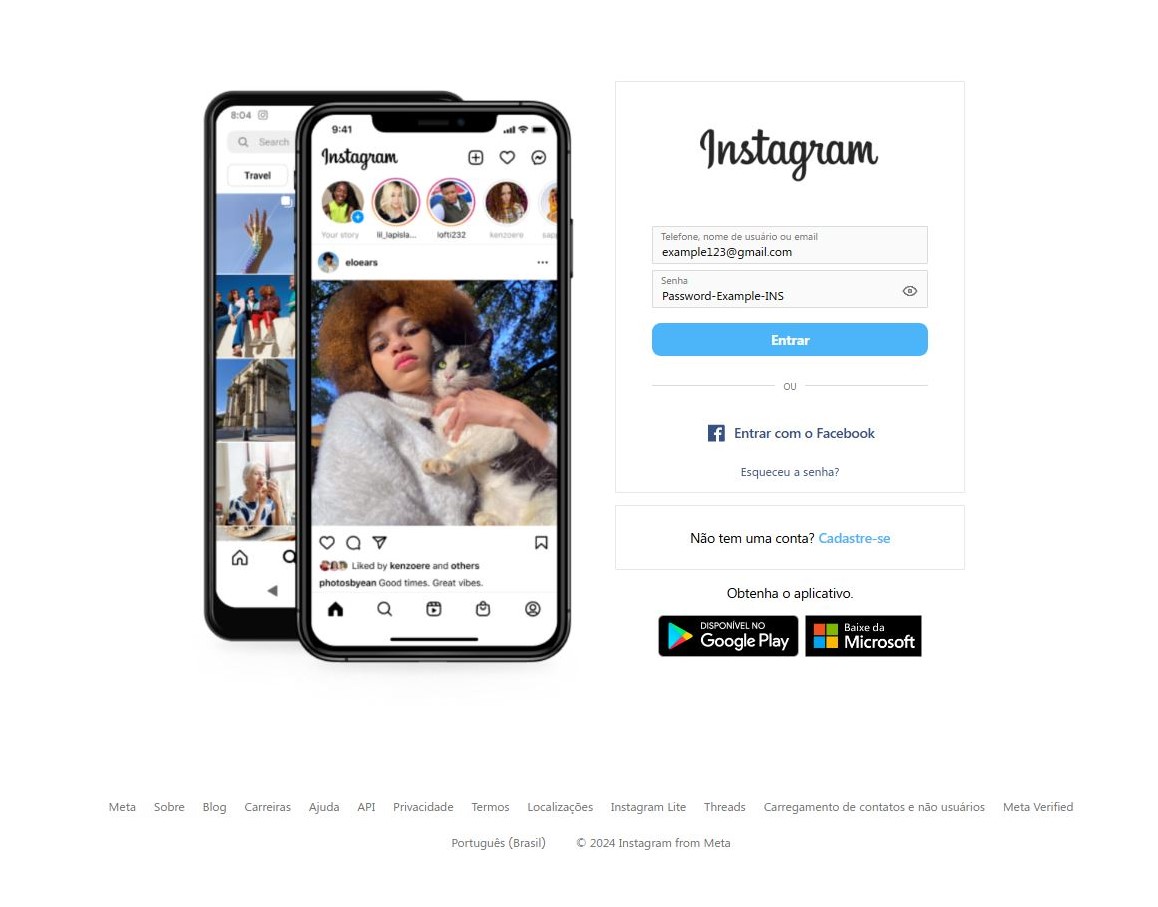 8:04
Search
Travel
9:41
Instagram
Your story
lil_lapisla...
lofti232
kenzoere
eloears
Liked by kenzoere and others
photosbyean Good times. Great vibes.
Instagram
Telefone, nome de usuário ou email
example123@gmail.com
Senha
Password-Example-INS
Entrar
OU
Entrar com o Facebook
Esqueceu a senha?
Não tem uma conta? Cadastre-se
Obtenha o aplicativo.
DISPONÍVEL NO
Google Play
Baixe da
Microsoft
Meta Sobre Blog Carreiras Ajuda API Privacidade Termos Localizações Instagram Lite Threads Carregamento de contatos e não usuários Meta Verified
Português (Brasil) © 2024 Instagram from Meta